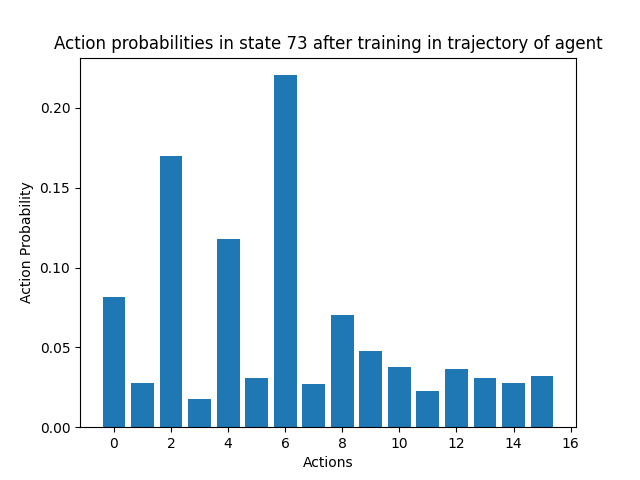 Action probabilities in state 73 after training in trajectory of agent
Action Probability
0.20
0.15
0.10
0.05
0.00
0 2 4 6 8 10 12 14 16
Actions